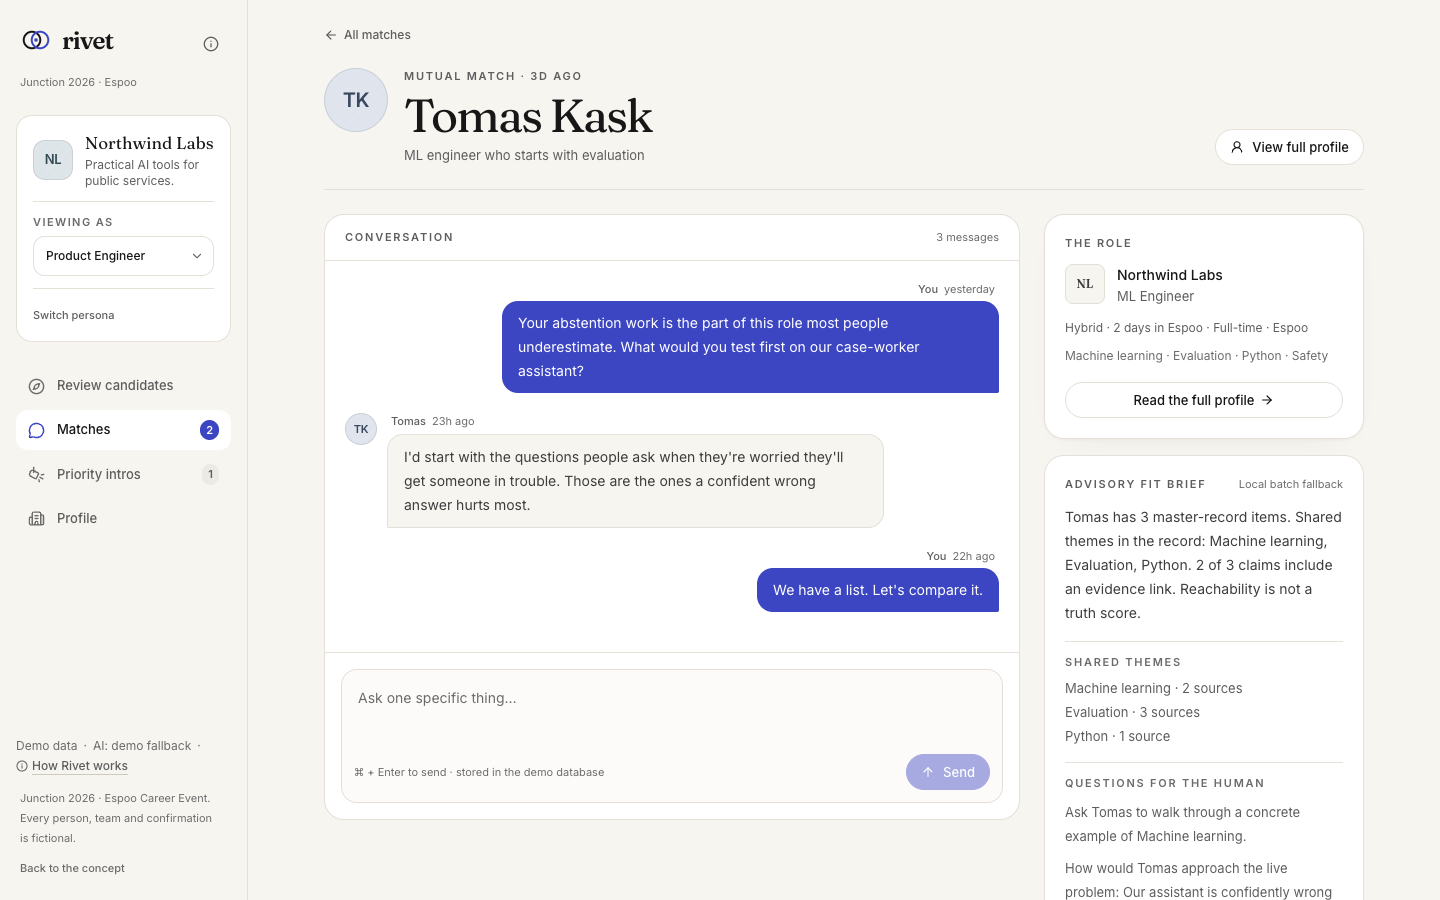 rivet
Junction 2026 · Espoo
NL
Northwind Labs
Practical AI tools for
public services.
VIEWING AS
Product Engineer
Switch persona
Review candidates
Matches 2
Priority intros 1
Profile
Demo data · AI: demo fallback ·
How Rivet works
Junction 2026 · Espoo Career Event.
Every person, team and confirmation
is fictional.
Back to the concept
← All matches
TK
MUTUAL MATCH · 3D AGO
Tomas Kask
ML engineer who starts with evaluation
View full profile
CONVERSATION 3 messages
You yesterday
Your abstention work is the part of this role most people
underestimate. What would you test first on our case-worker
assistant?
TK
Tomas 23h ago
I'd start with the questions people ask when they're worried they'll
get someone in trouble. Those are the ones a confident wrong
answer hurts most.
You 22h ago
We have a list. Let's compare it.
Ask one specific thing...
⌘ + Enter to send · stored in the demo database
↑ Send
THE ROLE
NL
Northwind Labs
ML Engineer
Hybrid · 2 days in Espoo · Full-time · Espoo
Machine learning · Evaluation · Python · Safety
Read the full profile →
ADVISORY FIT BRIEF Local batch fallback
Tomas has 3 master-record items. Shared
themes in the record: Machine learning,
Evaluation, Python. 2 of 3 claims include
an evidence link. Reachability is not a
truth score.
SHARED THEMES
Machine learning · 2 sources
Evaluation · 3 sources
Python · 1 source
QUESTIONS FOR THE HUMAN
Ask Tomas to walk through a concrete
example of Machine learning.
How would Tomas approach the live
problem: Our assistant is confidently wrong